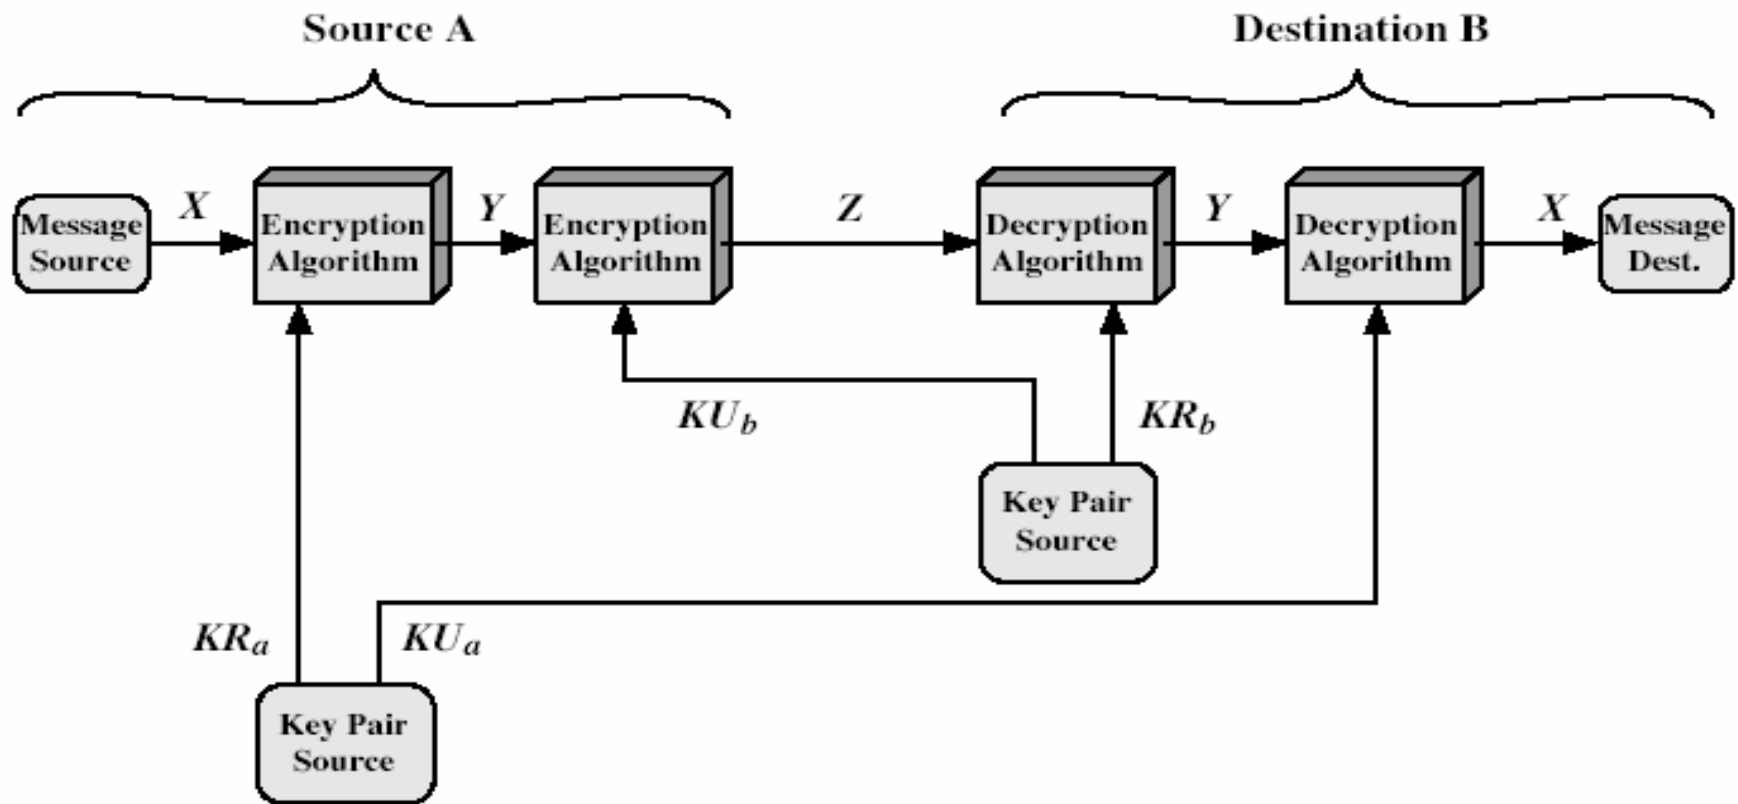 Source A
Destination B
Message
Source
X
Encryption
Algorithm
Y
Encryption
Algorithm
Z
Decryption
Algorithm
Y
Decryption
Algorithm
X
Message
Dest.
KUb
KRb
Key Pair
Source
KRa
KUa
Key Pair
Source